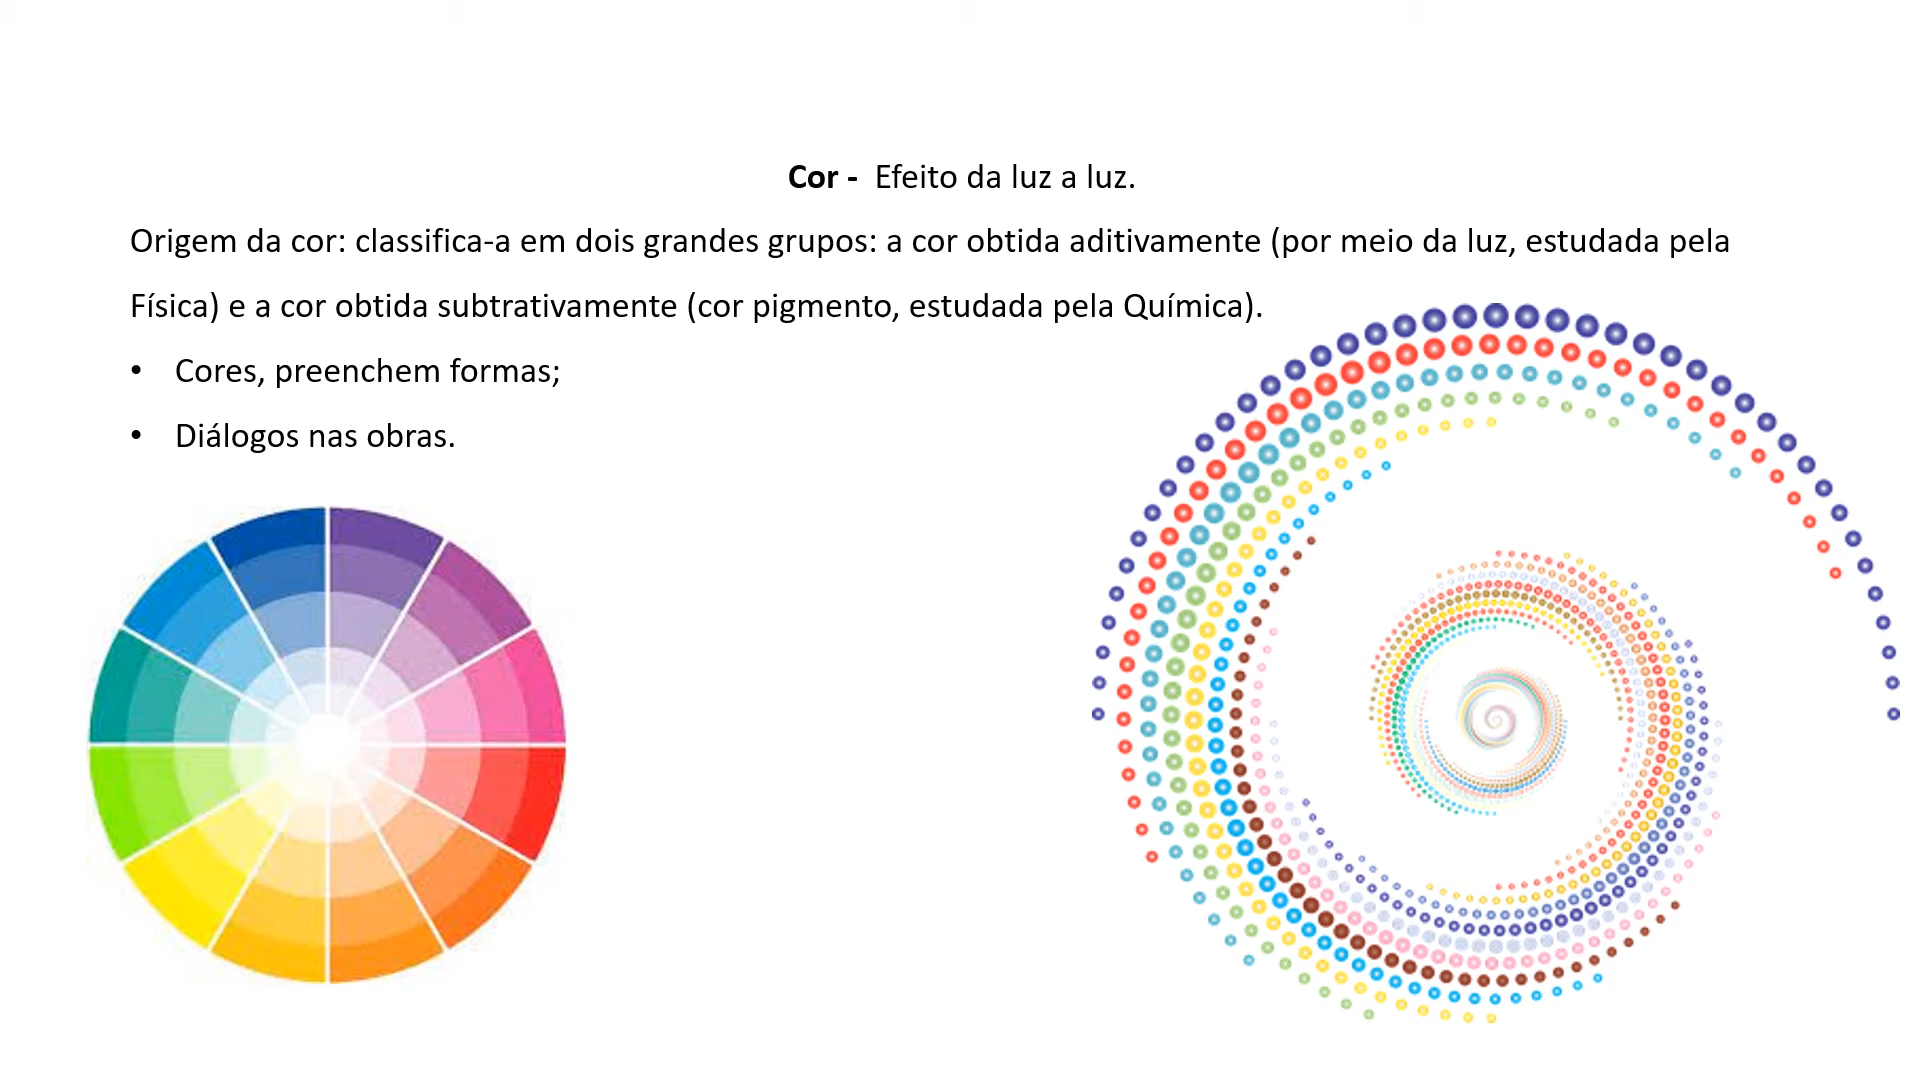 Cor - Efeito da luz a luz.
Origem da cor: classifica-a em dois grandes grupos: a cor obtida aditivamente (por meio da luz, estudada pela
Física) e a cor obtida subtrativamente (cor pigmento, estudada pela Química).
• Cores, preenchem formas;
• Diálogos nas obras.